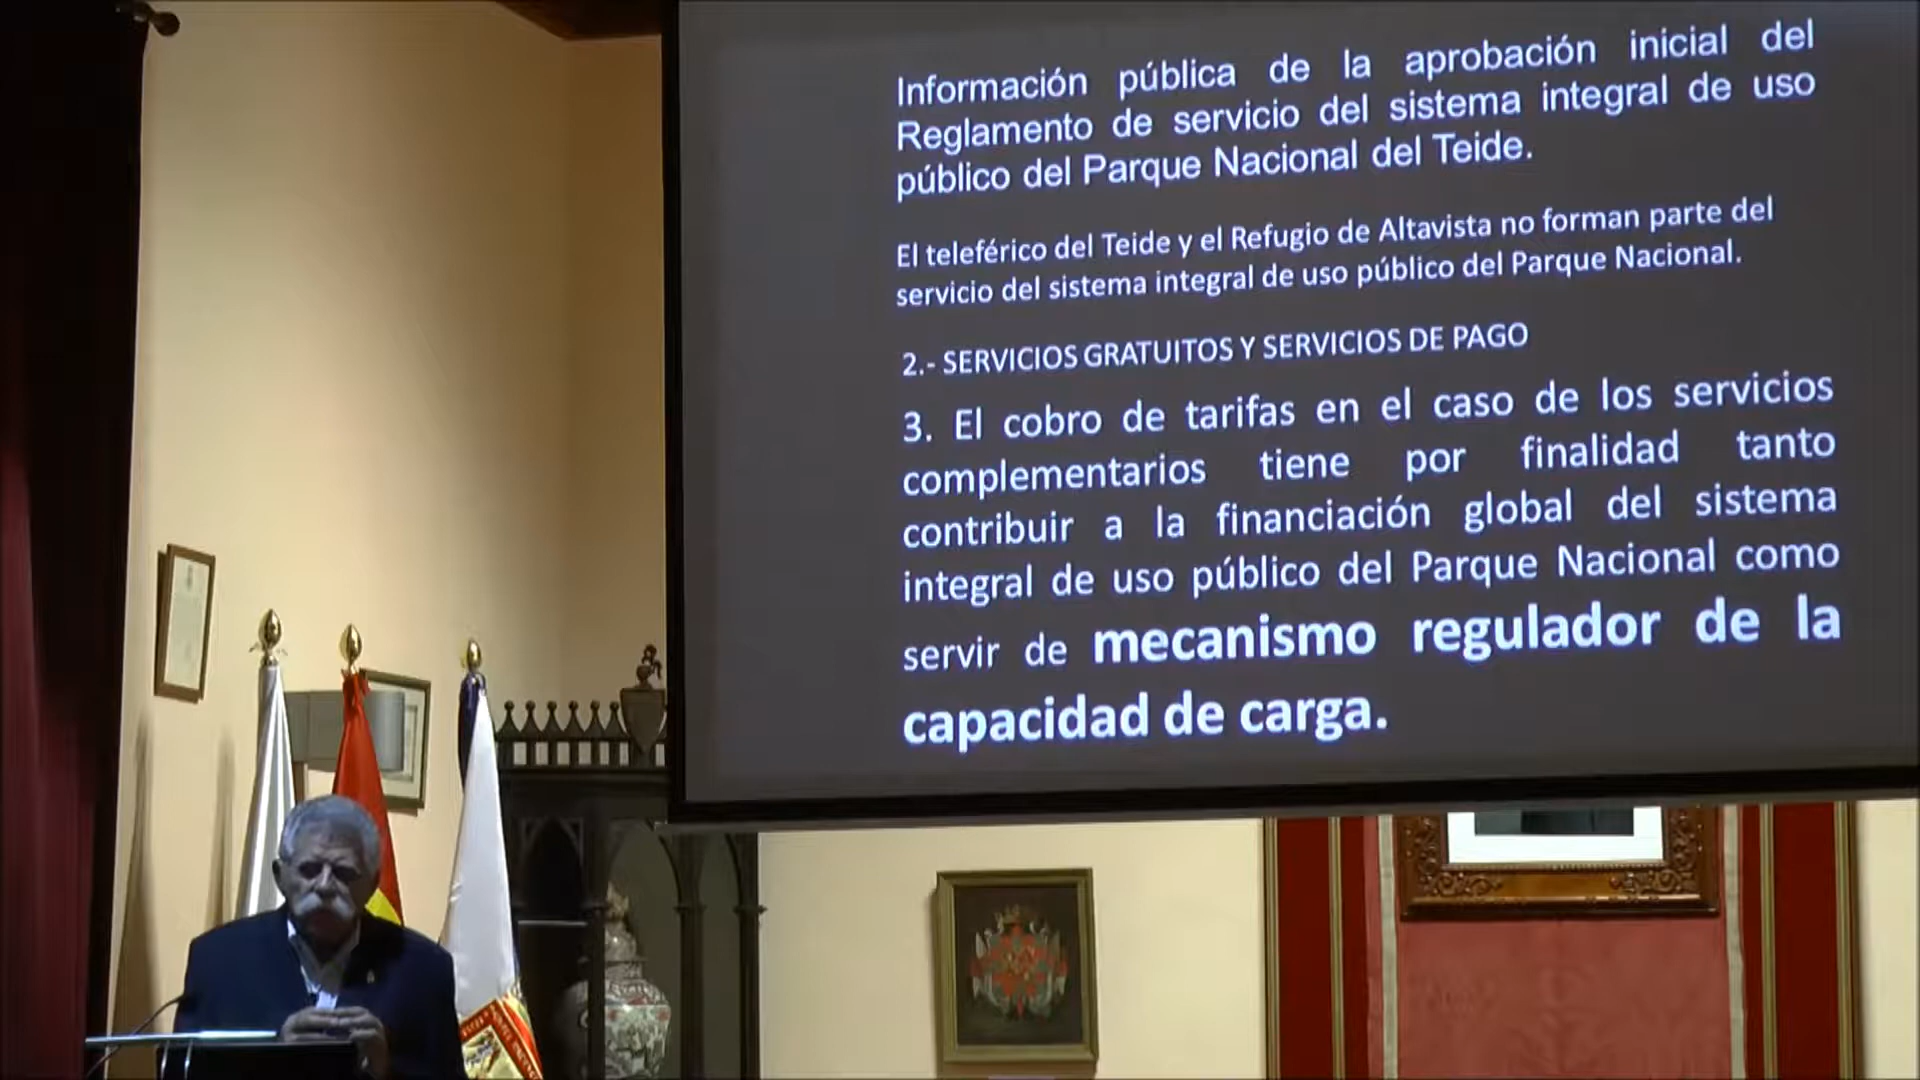 Información pública de la aprobación inicial del
Reglamento de servicio del sistema integral de uso
público del Parque Nacional del Teide.
El teleférico del Teide y el Refugio de Altavista no forman parte del
servicio del sistema integral de uso público del Parque Nacional.
2.- SERVICIOS GRATUITOS Y SERVICIOS DE PAGO
3. El cobro de tarifas en el caso de los servicios
complementarios tiene por finalidad tanto
contribuir a la financiación global del sistema
integral de uso público del Parque Nacional como
servir de mecanismo regulador de la
capacidad de carga.